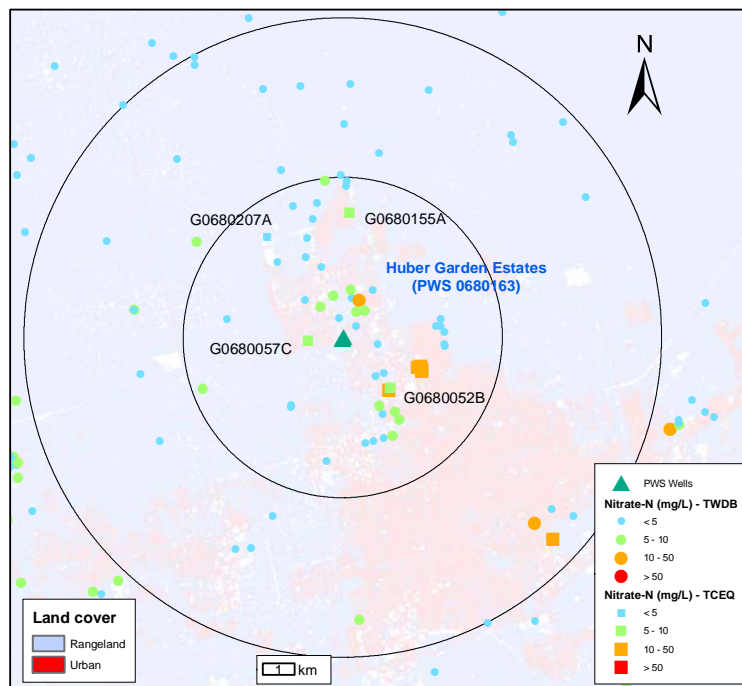 N
G0680207A
G0680155A
Huber Garden Estates
(PWS 0680163)
G0680057C
G0680052B
PWS Wells
Nitrate-N (mg/L) - TWDB
< 5
5 - 10
10 - 50
> 50
Nitrate-N (mg/L) - TCEQ
< 5
5 - 10
10 - 50
> 50
Land cover
Rangeland
Urban
1 km